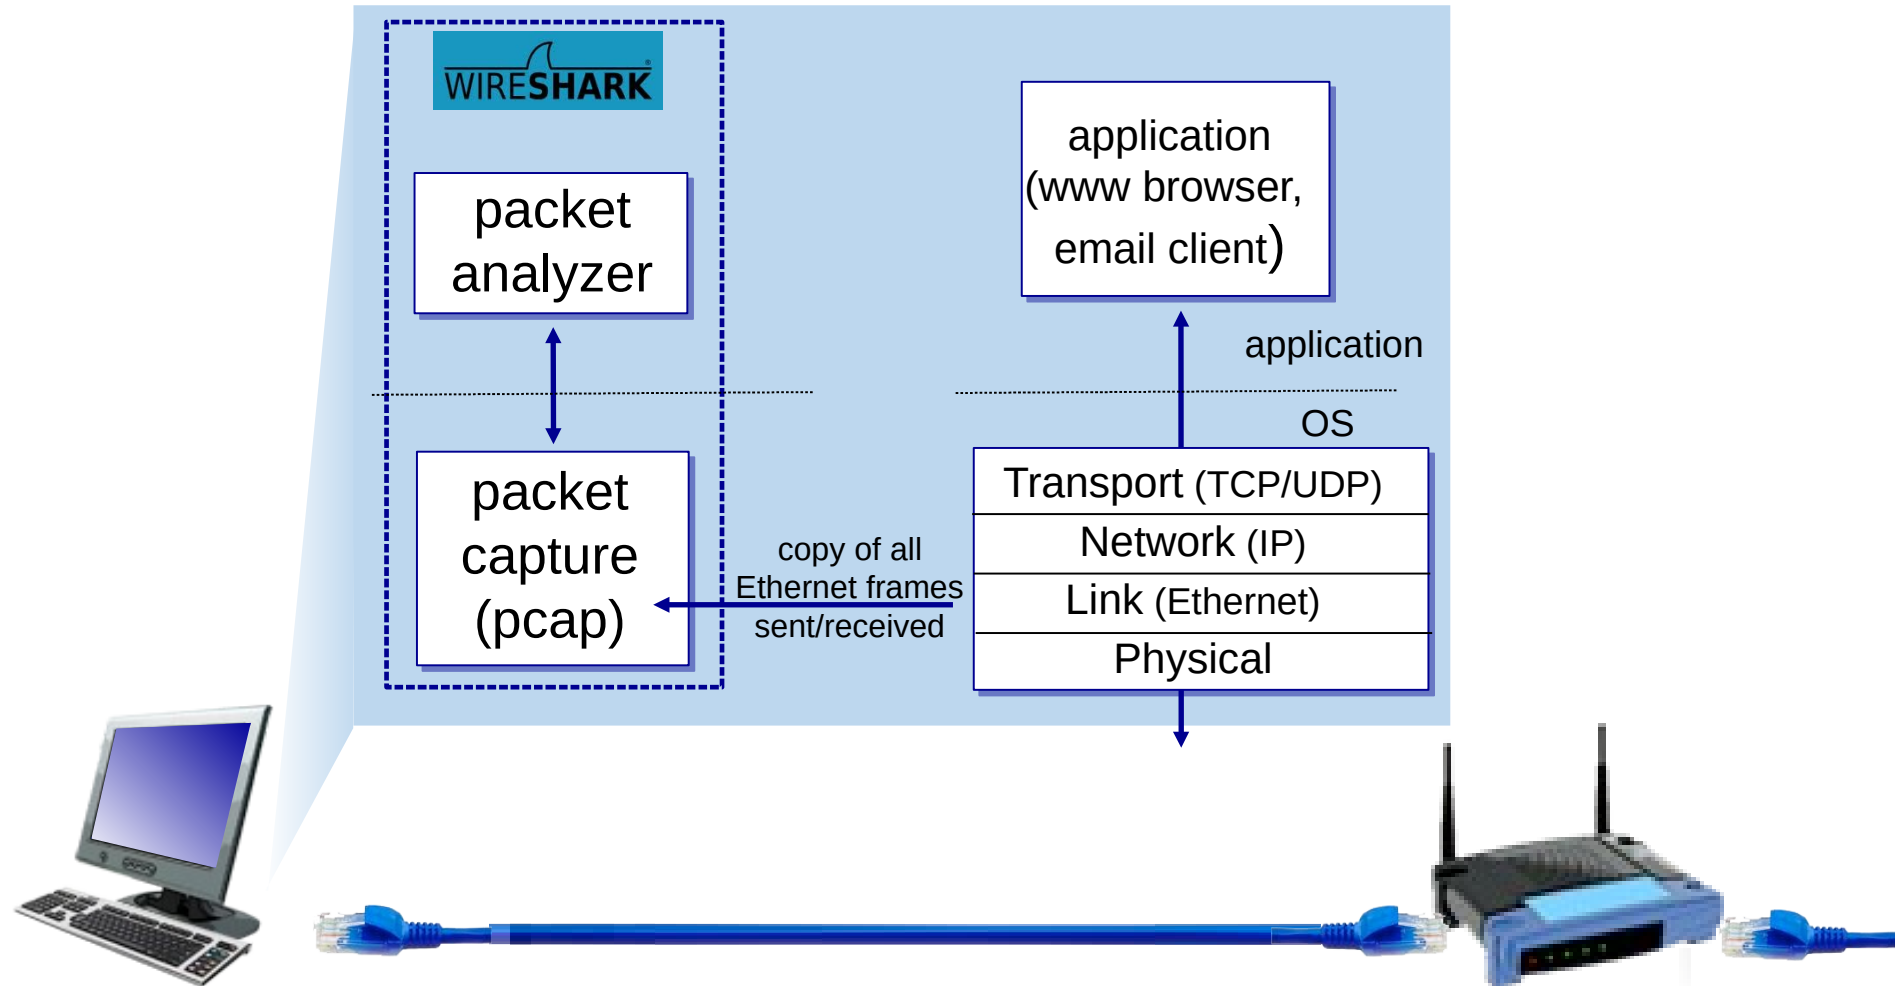 WIRESHARK®
packet
analyzer
packet
capture
(pcap)
copy of all
Ethernet frames
sent/received
application
(www browser,
email client)
application
OS
Transport (TCP/UDP)
Network (IP)
Link (Ethernet)
Physical